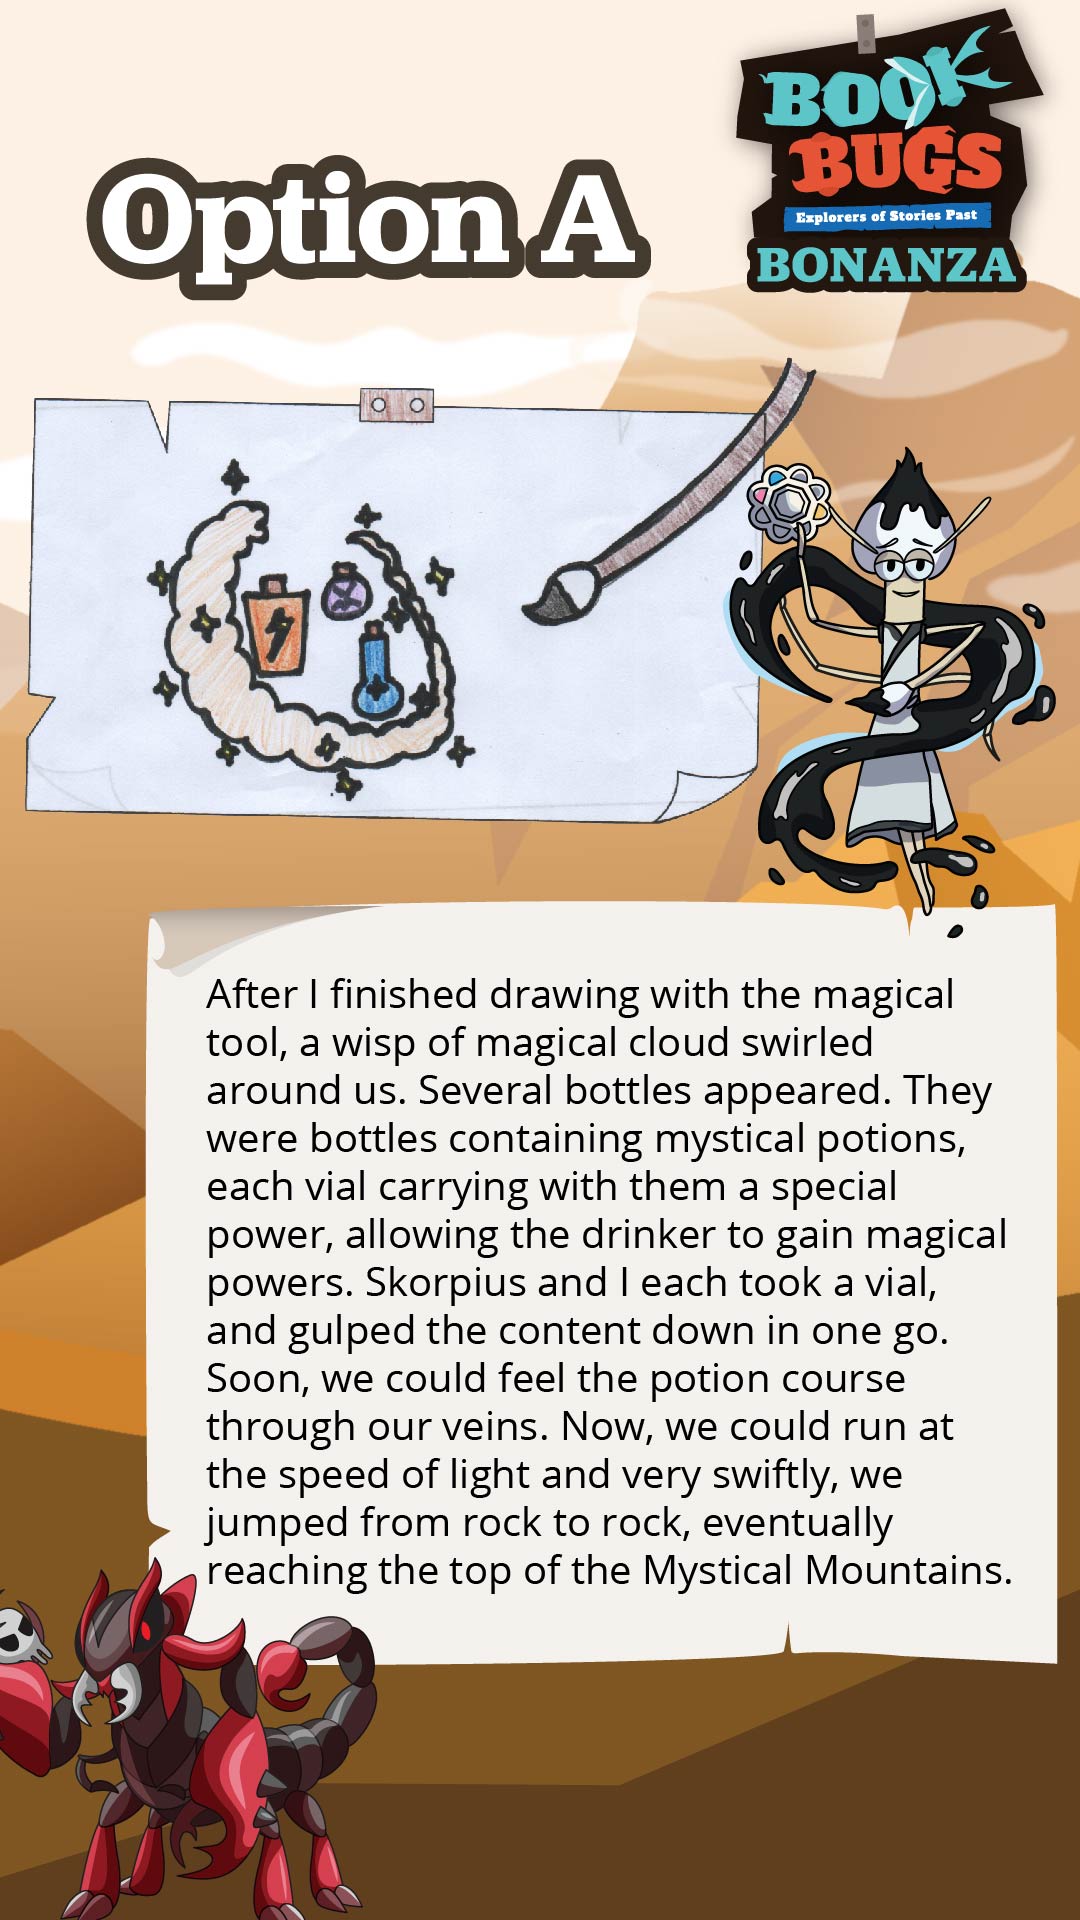 BOOK
BUGS
Explorers of Stories Past
BONANZA
Option A
After I finished drawing with the magical
tool, a wisp of magical cloud swirled
around us. Several bottles appeared. They
were bottles containing mystical potions,
each vial carrying with them a special
power, allowing the drinker to gain magical
powers. Skorpius and I each took a vial,
and gulped the content down in one go.
Soon, we could feel the potion course
through our veins. Now, we could run at
the speed of light and very swiftly, we
jumped from rock to rock, eventually
reaching the top of the Mystical Mountains.